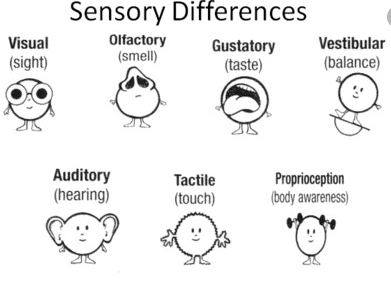 Sensory Differences
Visual
(sight)
Olfactory
(smell)
Gustatory
(taste)
Vestibular
(balance)
Auditory
(hearing)
Tactile
(touch)
Proprioception
(body awareness)